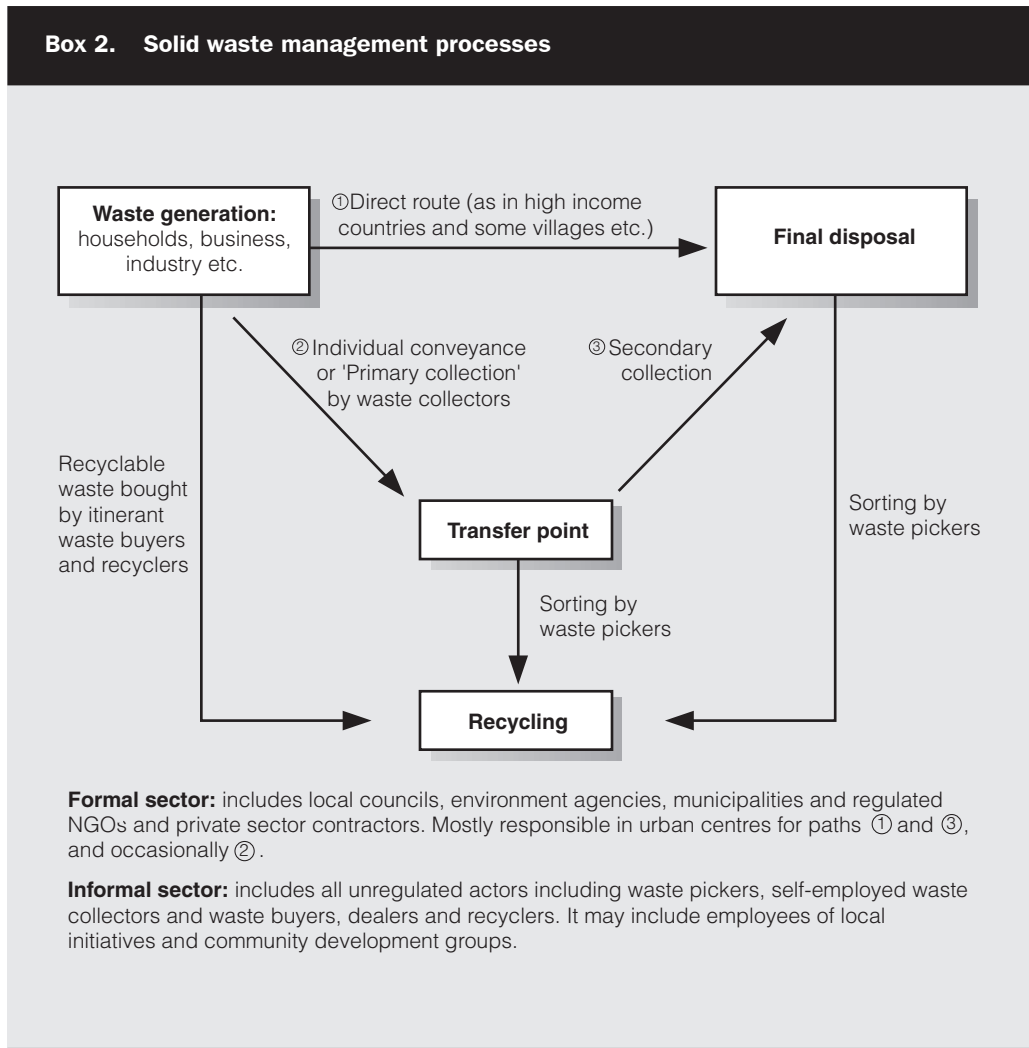 Box 2. Solid waste management processes
Waste generation:
households, business,
industry etc.
①Direct route (as in high income
countries and some villages etc.)
Final disposal
②Individual conveyance
or 'Primary collection'
by waste collectors
③Secondary
collection
Recyclable
waste bought
by itinerant
waste buyers
and recyclers
Transfer point
Sorting by
waste pickers
Sorting by
waste pickers
Recycling
Formal sector: includes local councils, environment agencies, municipalities and regulated
NGOs and private sector contractors. Mostly responsible in urban centres for paths ① and ③,
and occasionally ②.
Informal sector: includes all unregulated actors including waste pickers, self-employed waste
collectors and waste buyers, dealers and recyclers. It may include employees of local
initiatives and community development groups.